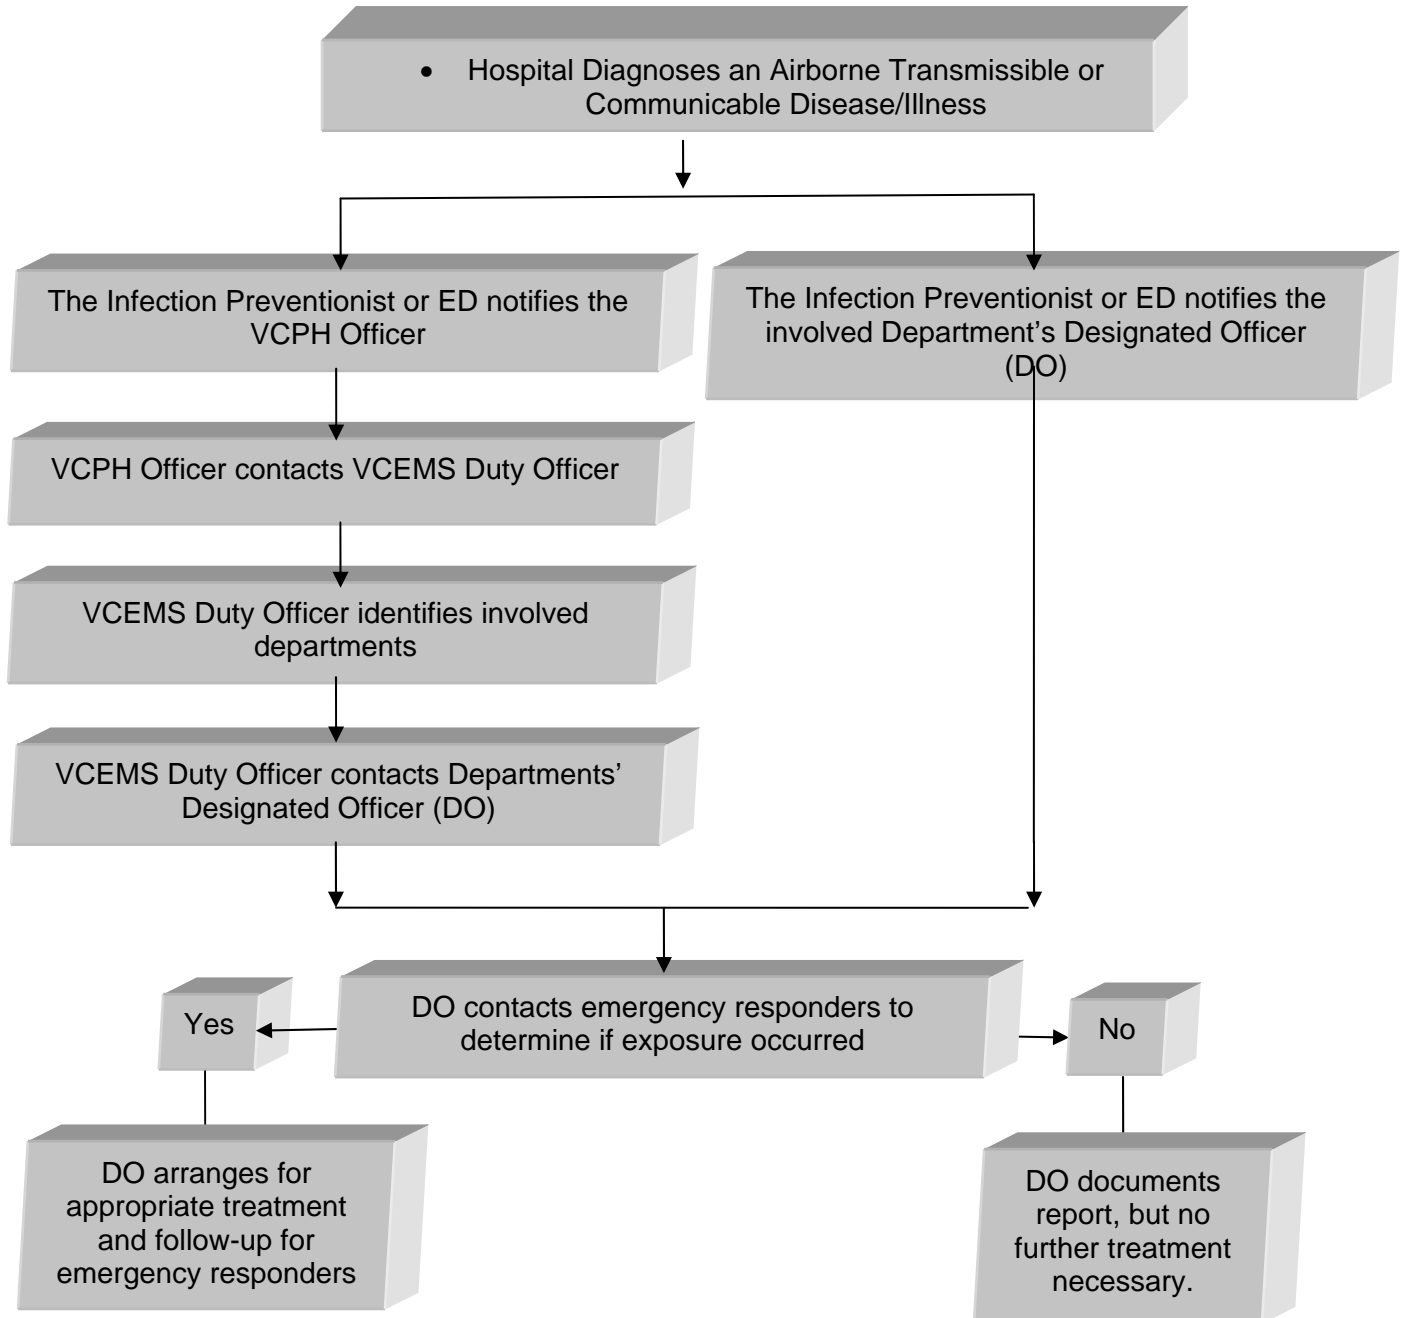 • Hospital Diagnoses an Airborne Transmissible or
Communicable Disease/Illness
The Infection Preventionist or ED notifies the
VCPH Officer
The Infection Preventionist or ED notifies the
involved Department’s Designated Officer
(DO)
VCPH Officer contacts VCEMS Duty Officer
VCEMS Duty Officer identifies involved
departments
VCEMS Duty Officer contacts Departments’
Designated Officer (DO)
DO contacts emergency responders to
determine if exposure occurred
Yes
No
DO arranges for
appropriate treatment
and follow-up for
emergency responders
DO documents
report, but no
further treatment
necessary.